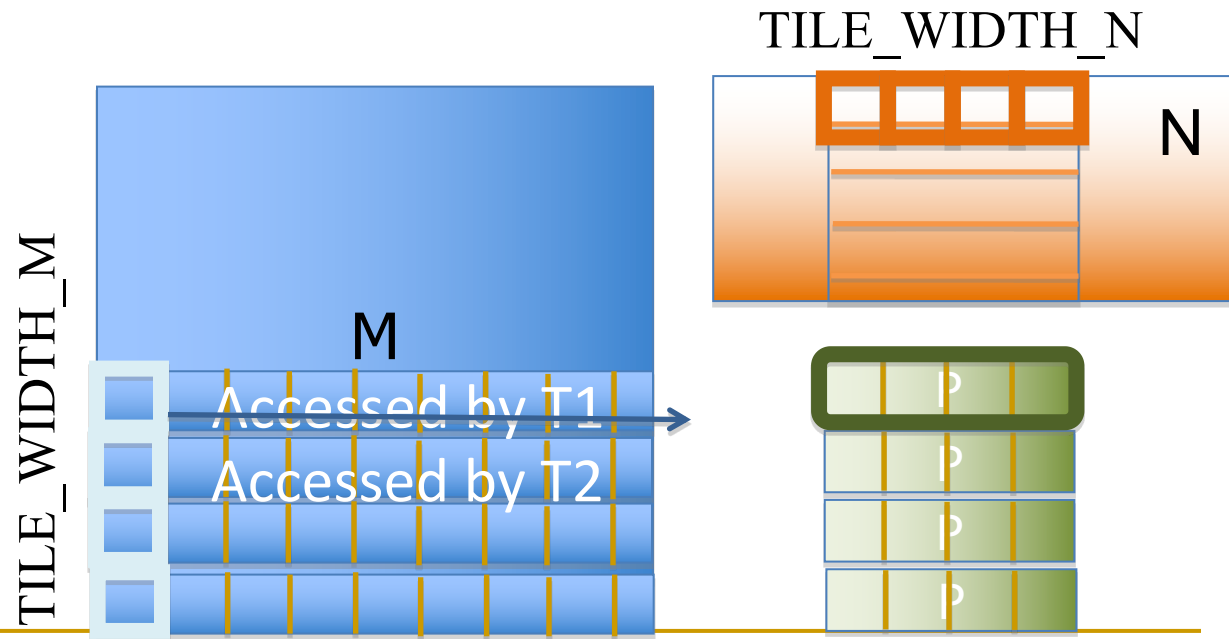 TILE_WIDTH_N
N
TILE_WIDTH_M
M
Accessed by T1
P
Accessed by T2
P
P
P